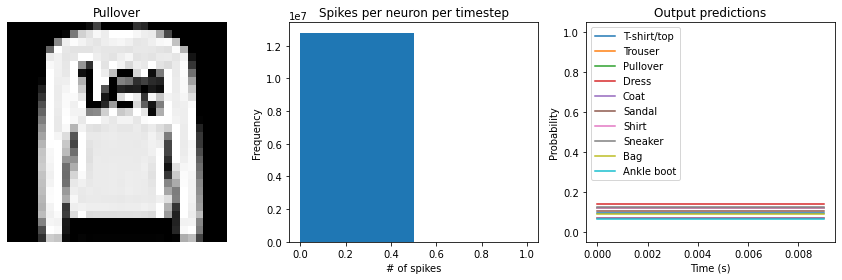 Pullover
Spikes per neuron per timestep
1e7
1.2
1.0
0.8
0.6
0.4
0.2
0.0
Frequency
0.0 0.2 0.4 0.6 0.8 1.0
# of spikes
Output predictions
1.0
0.8
0.6
0.4
0.2
0.0
Probability
T-shirt/top
Trouser
Pullover
Dress
Coat
Sandal
Shirt
Sneaker
Bag
Ankle boot
0.000 0.002 0.004 0.006 0.008
Time (s)